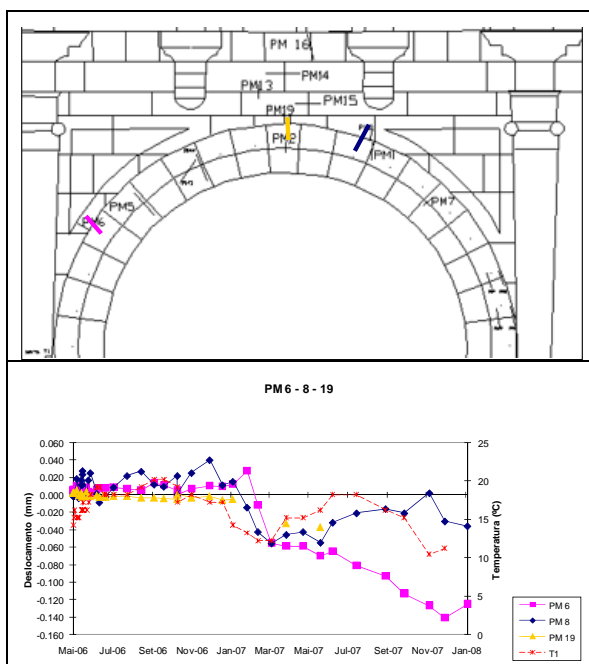 PM 16
PM14
PM13
PM15
PM19
PM2
PM1
PM5
PM7
PM6
PM 6 - 8 - 19
0.060
0.040
0.020
0.000
-0.020
-0.040
-0.060
-0.080
-0.100
-0.120
-0.140
-0.160
Deslocamento (mm)
25
20
15
10
5
0
Temperatura (ºC)
Mai-06 Jul-06 Set-06 Nov-06 Jan-07 Mar-07 Mai-07 Jul-07 Set-07 Nov-07 Jan-08
PM 6
PM 8
PM 19
T1